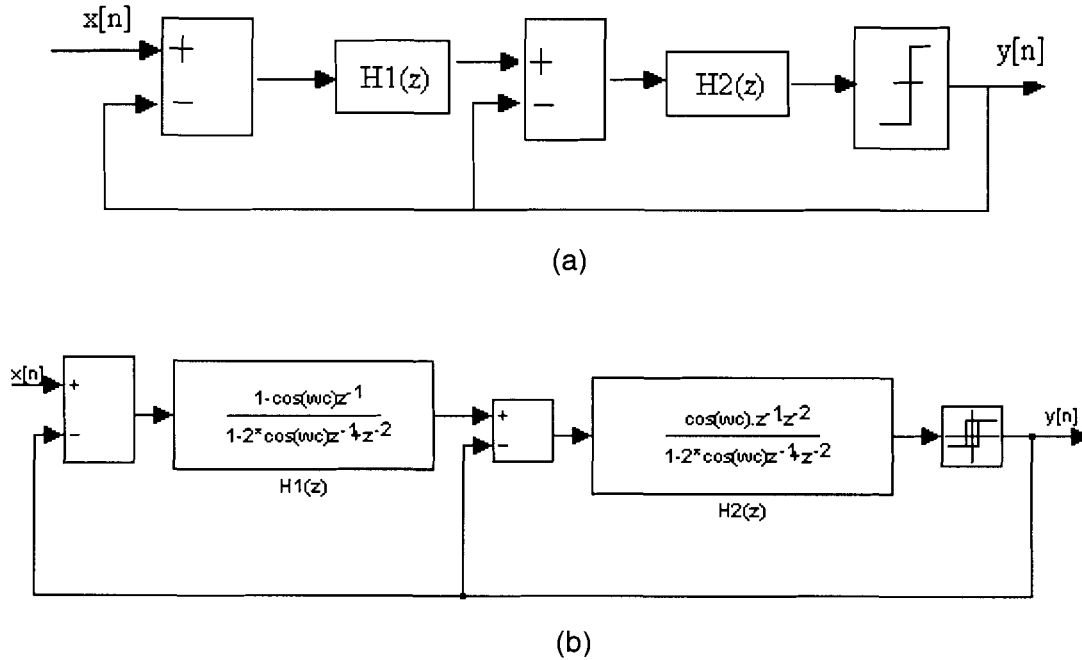 x[n]
+
−
H1(z)
+
−
H2(z)
y[n]
(a)
x[n]
+
−
1-cos(wc)z-1
1-2*cos(wc)z-1+z-2
H1(z)
+
−
cos(wc).z-1z-2
1-2*cos(wc)z-1+z-2
H2(z)
y[n]
(b)